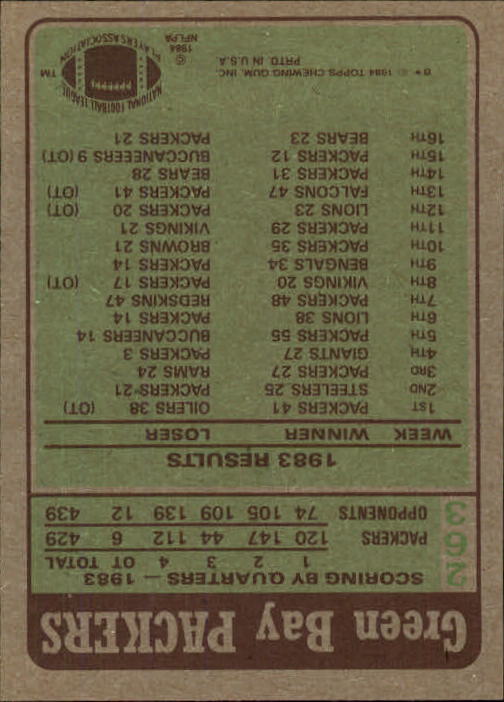 Green Bay PACKERS
263
SCORING BY QUARTERS — 1983
1 2 3 4 OT TOTAL
PACKERS 120 147 44 112 6 429
OPPONENTS 74 105 109 139 12 439
1983 RESULTS
WEEK WINNER LOSER
1ST PACKERS 41 OILERS 38 (OT)
2ND STEELERS 25 PACKERS 21
3RD PACKERS 27 RAMS 24
4TH GIANTS 27 PACKERS 3
5TH PACKERS 55 BUCCANEERS 14
6TH LIONS 38 PACKERS 14
7TH PACKERS 48 REDSKINS 47
8TH VIKINGS 20 PACKERS 17 (OT)
9TH BENGALS 34 PACKERS 14
10TH PACKERS 35 BROWNS 21
11TH PACKERS 29 VIKINGS 21
12TH LIONS 23 PACKERS 20 (OT)
13TH FALCONS 47 PACKERS 41 (OT)
14TH PACKERS 31 BEARS 28
15TH PACKERS 12 BUCCANEERS 9 (OT)
16TH BEARS 23 PACKERS 21
B* © 1984 TOPPS CHEWING GUM, INC.
PRTD. IN U.S.A.
© 1984 NFLPA
NATIONAL FOOTBALL LEAGUE
PLAYERS ASSOCIATION
TM